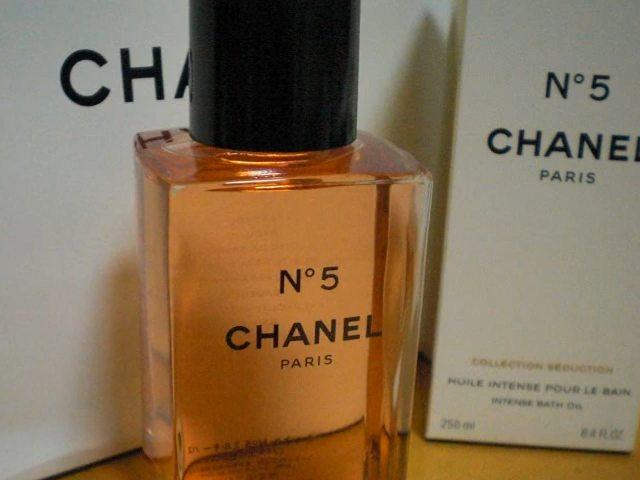 CHA
N°5
CHANEL
PARIS
N°5
CHANEL
PARIS
COLLECTION SÉDUCTION
HUILE INTENSE POUR LE BAIN
INTENSE BATH OIL
250 ml 8.4 FL.OZ.